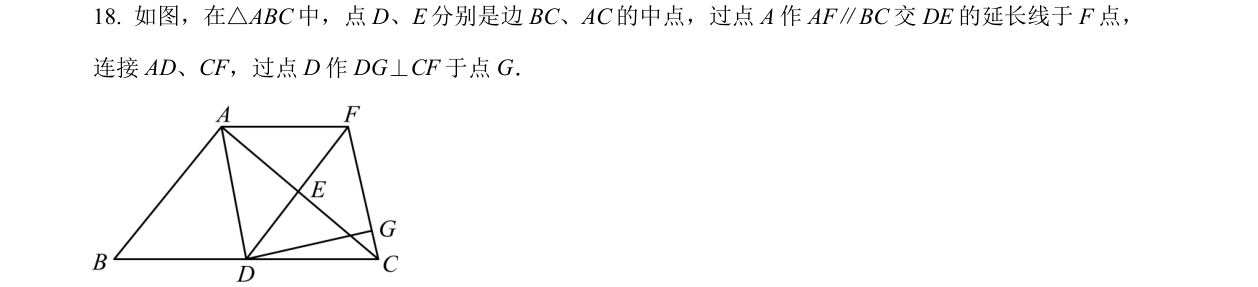 18. 如图，在△ABC中，点D、E分别是边BC、AC的中点，过点A作AF∥BC交DE的延长线于F点，
连接AD、CF，过点D作DG⊥CF于点G．
A
F
E
G
B
D
C